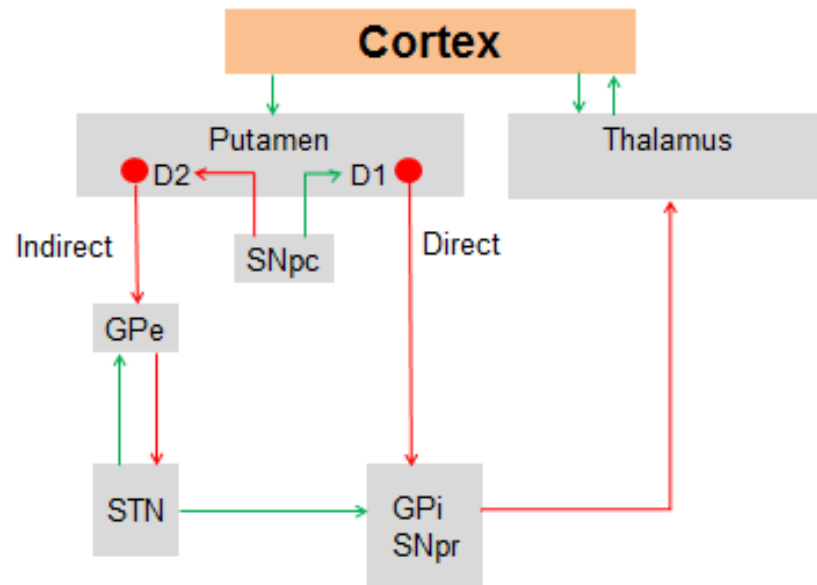 Cortex
Putamen
Thalamus
D2
D1
Indirect
SNpc
Direct
GPe
STN
GPi
SNpr